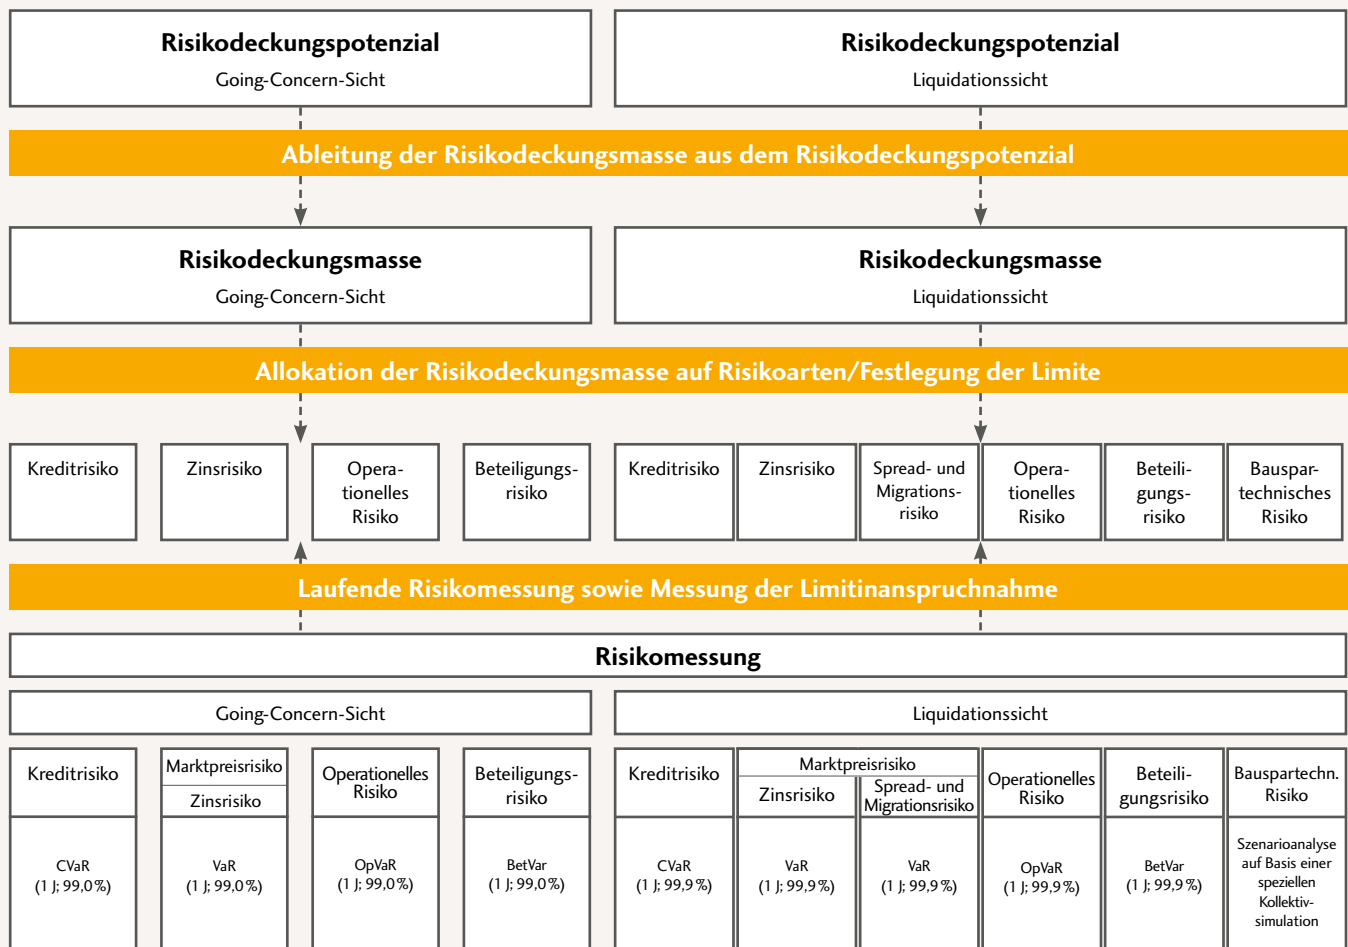 Risikodeckungspotenzial
Going-Concern-Sicht
Risikodeckungspotenzial
Liquidationssicht
Ableitung der Risikodeckungsmasse aus dem Risikodeckungspotenzial
Risikodeckungsmasse
Going-Concern-Sicht
Risikodeckungsmasse
Liquidationssicht
Allokation der Risikodeckungsmasse auf Risikoarten/Festlegung der Limite
Kreditrisiko
Zinsrisiko
Opera-
tionelles
Risiko
Beteiligungs-
risiko
Kreditrisiko
Zinsrisiko
Spread- und
Migrations-
risiko
Opera-
tionelles
Risiko
Beteili-
gungs-
risiko
Bauspar-
technisches
Risiko
Laufende Risikomessung sowie Messung der Limitinanspruchnahme
Risikomessung
Going-Concern-Sicht
Liquidationssicht
Kreditrisiko
Marktpreisrisiko
Zinsrisiko
Operationelles
Risiko
Beteiligungs-
risiko
Kreditrisiko
Marktpreisrisiko
Zinsrisiko
Spread- und
Migrationsrisiko
Operationelles
Risiko
Beteili-
gungsrisiko
Bauspartechn.
Risiko
CVaR
(1 J; 99,0 %)
VaR
(1 J; 99,0 %)
OpVaR
(1 J; 99,0 %)
BetVar
(1 J; 99,0 %)
CVaR
(1 J; 99,9 %)
VaR
(1 J; 99,9 %)
VaR
(1 J; 99,9 %)
OpVaR
(1 J; 99,9 %)
BetVar
(1 J; 99,9 %)
Szenarioanalyse
auf Basis einer
speziellen
Kollektiv-
simulation